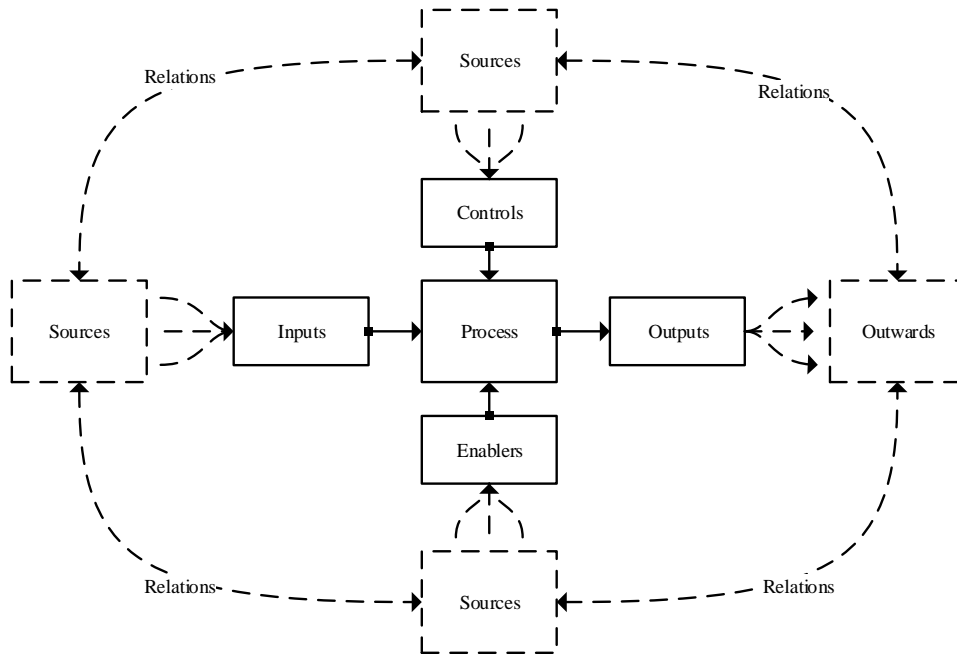 Sources
Relations
Relations
Controls
Sources
Inputs
Process
Outputs
Outwards
Enablers
Relations
Sources
Relations